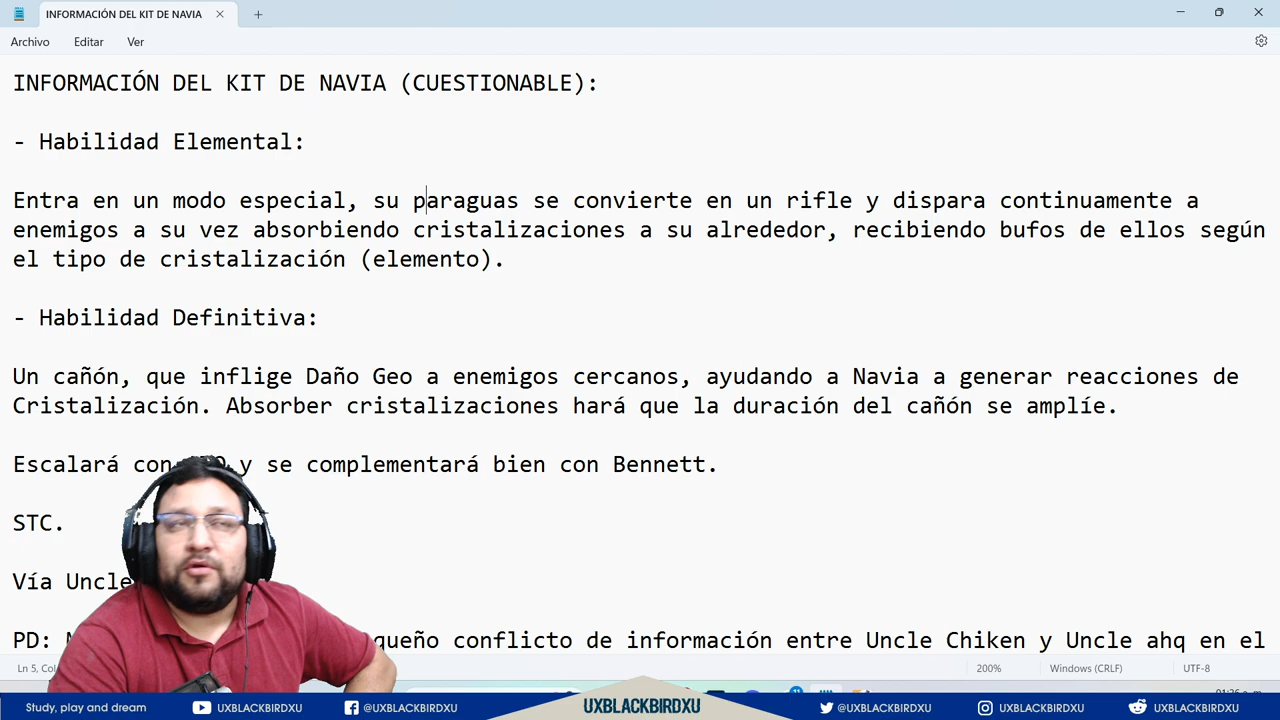 INFORMACIÓN DEL KIT DE NAVIA
Archivo Editar Ver
INFORMACIÓN DEL KIT DE NAVIA (CUESTIONABLE):
- Habilidad Elemental:
Entra en un modo especial, su paraguas se convierte en un rifle y dispara continuamente a
enemigos a su vez absorbiendo cristalizaciones a su alrededor, recibiendo bufos de ellos según
el tipo de cristalización (elemento).
- Habilidad Definitiva:
Un cañón, que inflige Daño Geo a enemigos cercanos, ayudando a Navia a generar reacciones de
Cristalización. Absorber cristalizaciones hará que la duración del cañón se amplíe.
Escalará con y se complementará bien con Bennett.
STC.
Vía Uncle
PD: conflicto de información entre Uncle Chiken y Uncle ahq en el
Ln 5, 200% Windows (CRLF) UTF-8
Study, play and dream UXBLACKBIRDXU @UXBLACKBIRDXU UXBLACKBIRDXU @UXBLACKBIRDXU UXBLACKBIRDXU UXBLACKBIRDXU